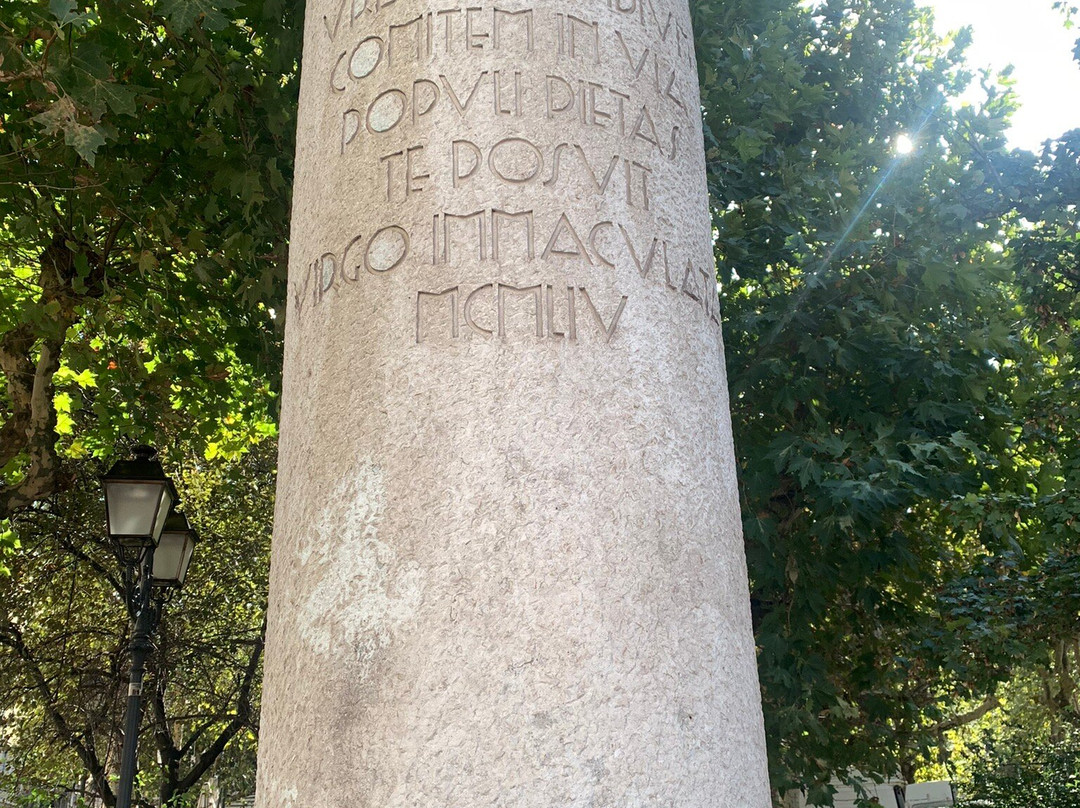 COMITEM IN VIA
POPVLI PIETAS
TE POSVIT
VIRGO IMMACVLATA
MCMLIV